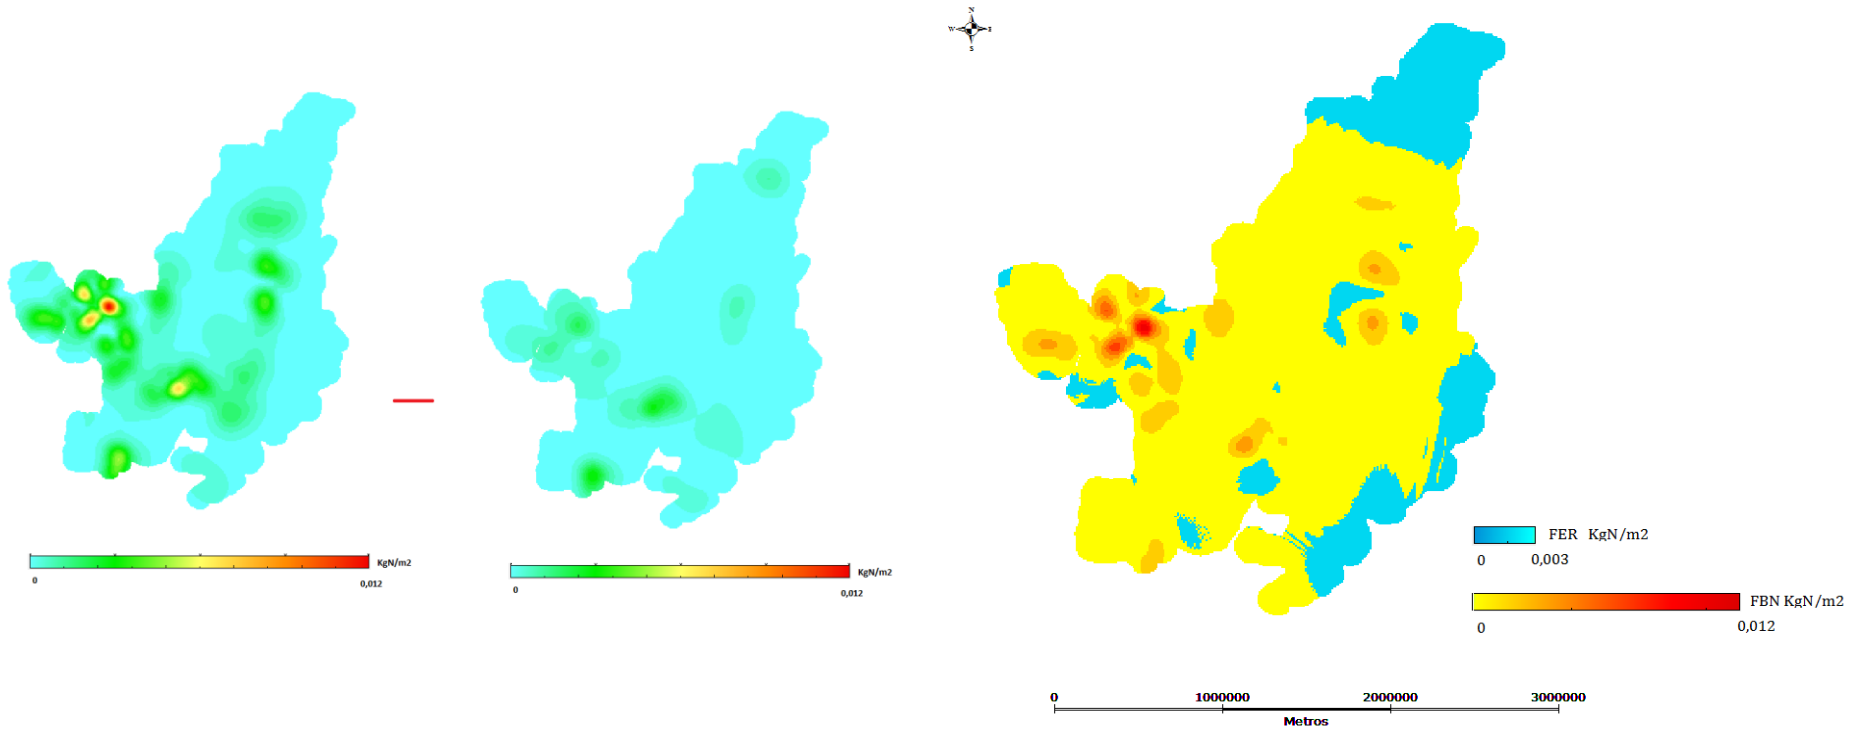 N
W
E
S
KgN/m2
0
0,012
KgN/m2
0
0,012
FER KgN/m2
0
0,003
FBN KgN/m2
0
0,012
0 1000000 2000000 3000000
Metros